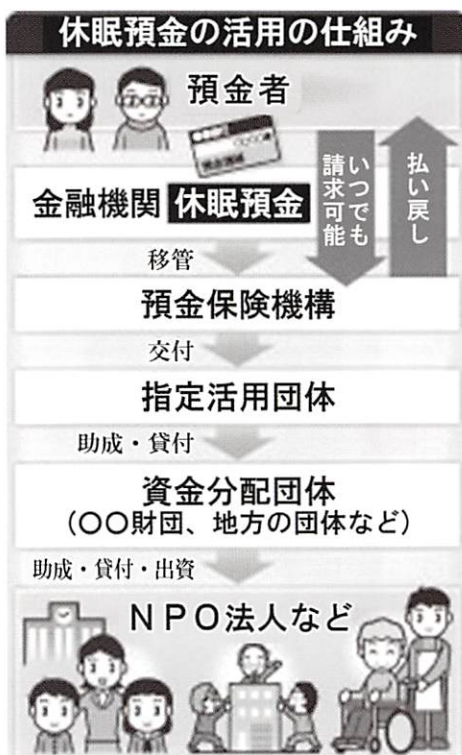 休眠預金の活用の仕組み
預金者
金融機関 休眠預金
いつでも
請求可能
払い戻し
移管
預金保険機構
交付
指定活用団体
助成・貸付
資金分配団体
(〇〇財団、地方の団体など)
助成・貸付・出資
NPO法人など